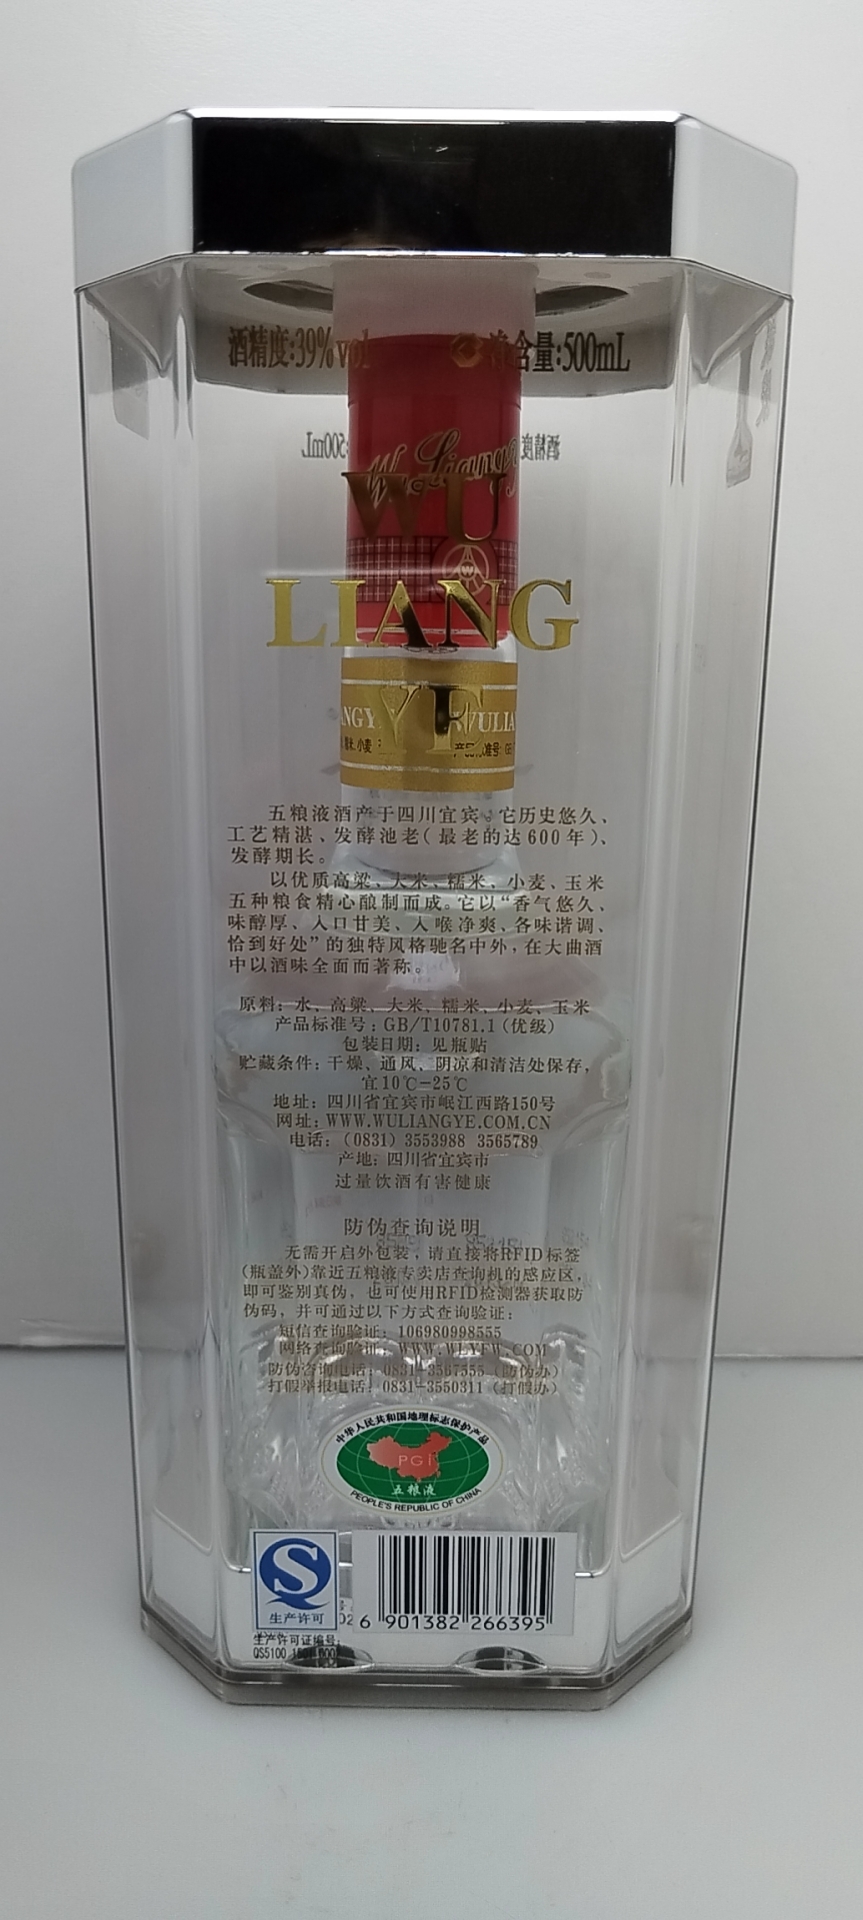 酒精度:39%vol
净含量:500mL
Wu Liangy
WU
LIANG
YE
ANGY WULIA
五粮液酒产于四川宜宾。它历史悠久、
工艺精湛、发酵池老(最老的达600年)、
发酵期长。
以优质高粱、大米、糯米、小麦、玉米
五种粮食精心酿制而成。它以“香气悠久、
味醇厚、入口甘美、入喉净爽、各味谐调、
恰到好处”的独特风格驰名中外,在大曲酒
中以酒味全面而著称。
原料:水、高粱、大米、糯米、小麦、玉米
产品标准号:GB/T10781.1(优级)
包装日期:见瓶贴
贮藏条件:干燥、通风、阴凉和清洁处保存,
宜10℃-25℃
地址:四川省宜宾市岷江西路150号
网址:WWW.WULIANGYE.COM.CN
电话:(0831) 3553988 3565789
产地:四川省宜宾市
过量饮酒有害健康
防伪查询说明
无需开启外包装,请直接将RFID标签
(瓶盖外)靠近五粮液专卖店查询机的感应区,
即可鉴别真伪,也可使用RFID检测器获取防
伪码,并可通过以下方式查询验证:
短信查询验证:106980998555
网络查询验证:WWW.WLYFW.COM
防伪咨询电话:0831-3567555(防伪办)
打假举报电话:0831-3550311(打假办)
中华人民共和国地理标志保护产品
PGI
五粮液
PEOPLE'S REPUBLIC OF CHINA
生产许可
6 901382 266395
生产许可证编号:
QS5100